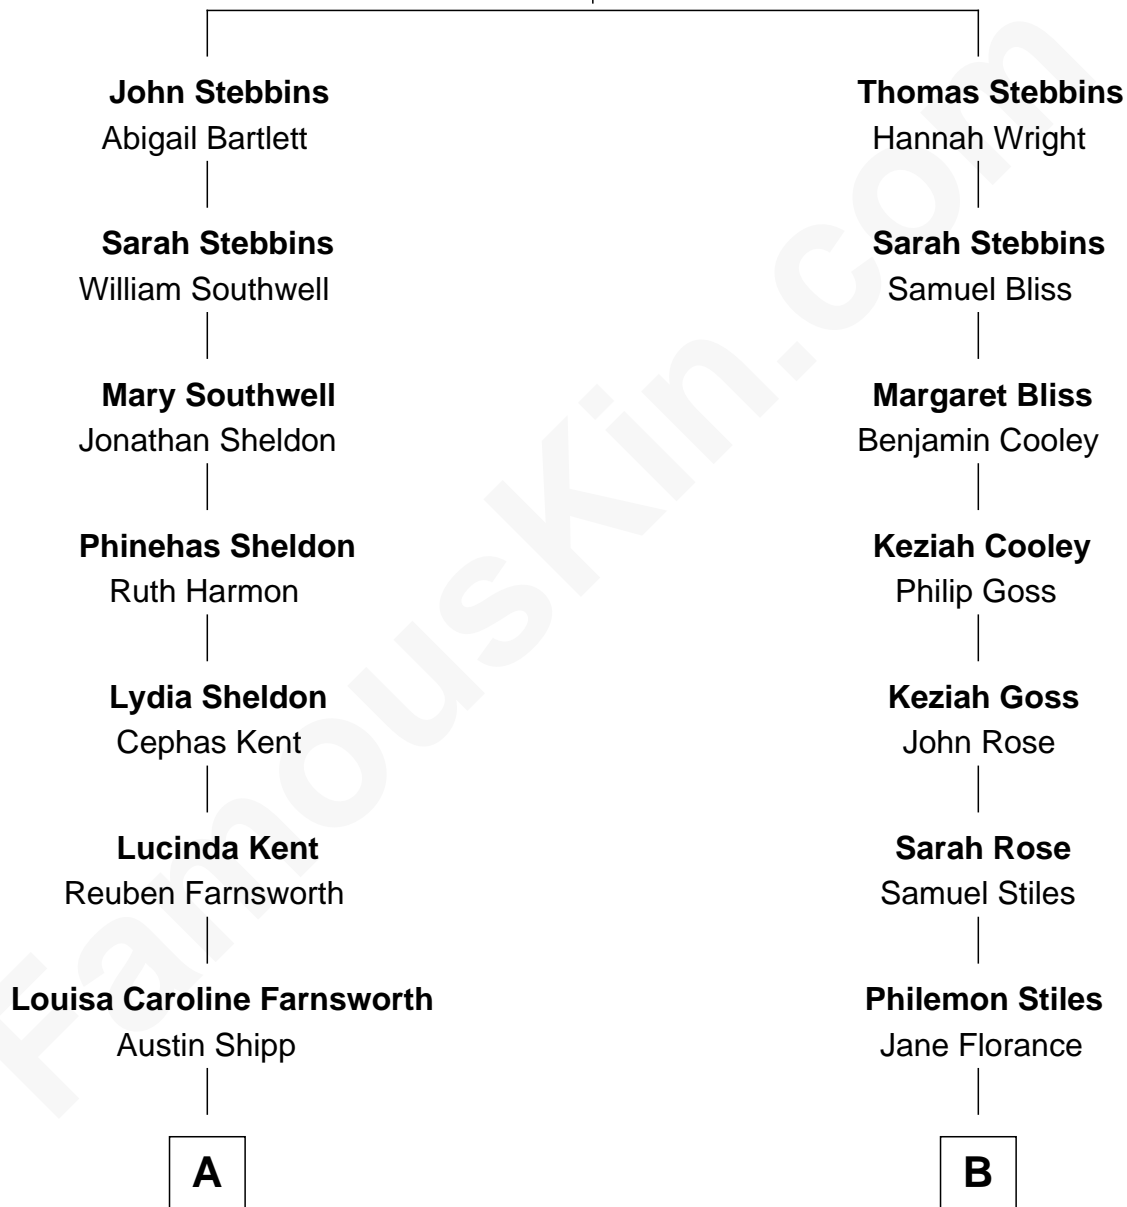 John Stebbins
Abigail Bartlett
Sarah Stebbins
William Southwell
Mary Southwell
Jonathan Sheldon
Phinehas Sheldon
Ruth Harmon
Lydia Sheldon
Cephas Kent
Lucinda Kent
Reuben Farnsworth
Louisa Caroline Farnsworth
Austin Shipp
A
Thomas Stebbins
Hannah Wright
Sarah Stebbins
Samuel Bliss
Margaret Bliss
Benjamin Cooley
Keziah Cooley
Philip Goss
Keziah Goss
John Rose
Sarah Rose
Samuel Stiles
Philemon Stiles
Jane Florance
B
FamousKin.com